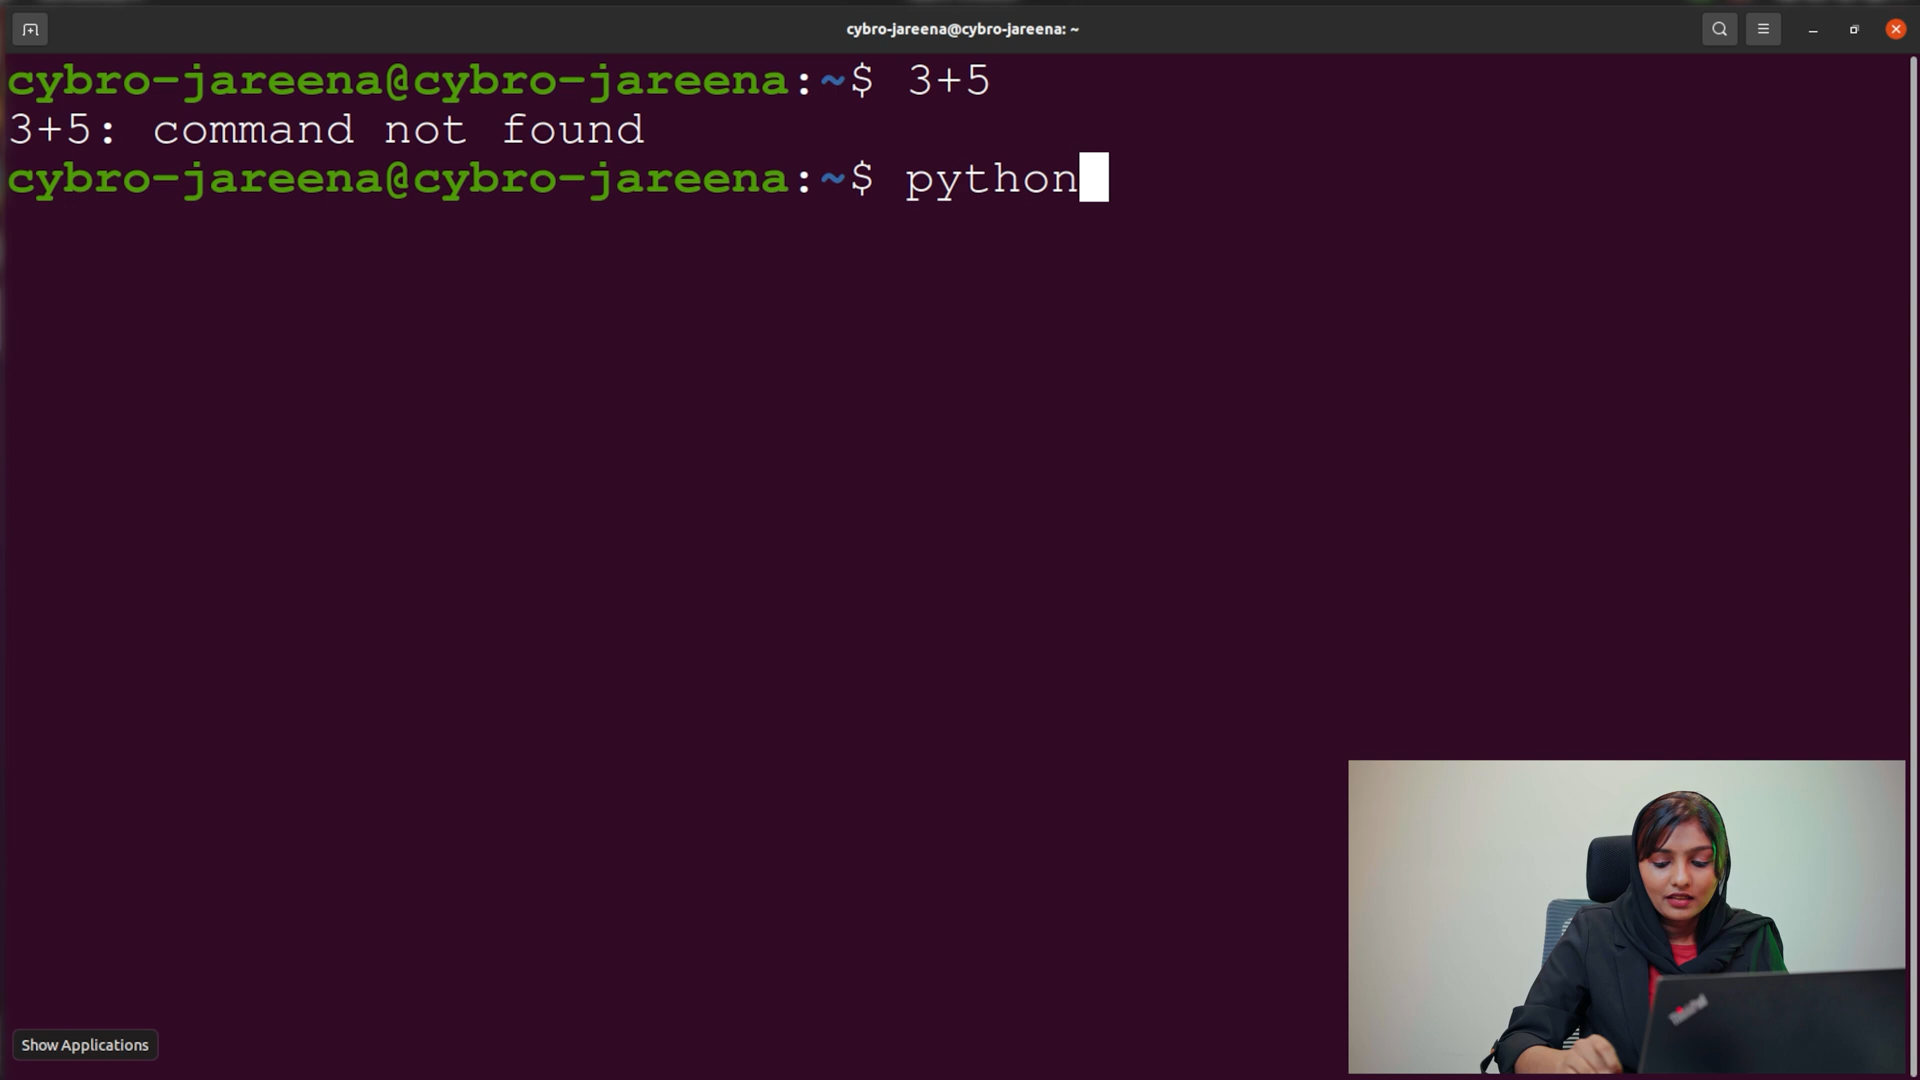 cybro-jareena@cybro-jareena: ~
cybro-jareena@cybro-jareena:~$ 3+5
3+5: command not found
cybro-jareena@cybro-jareena:~$ python
Show Applications
ThinkPad